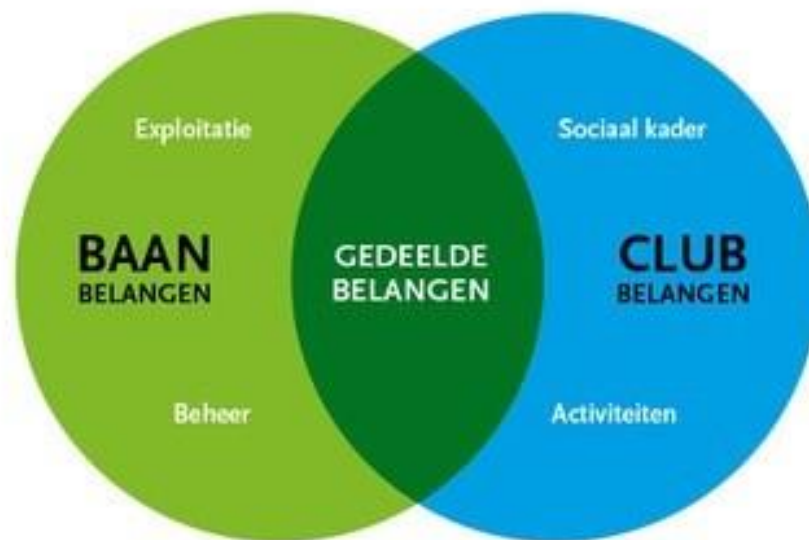 Exploitatie
BAAN
BELANGEN
Beheer
GEDEELDE
BELANGEN
Sociaal kader
CLUB
BELANGEN
Activiteiten